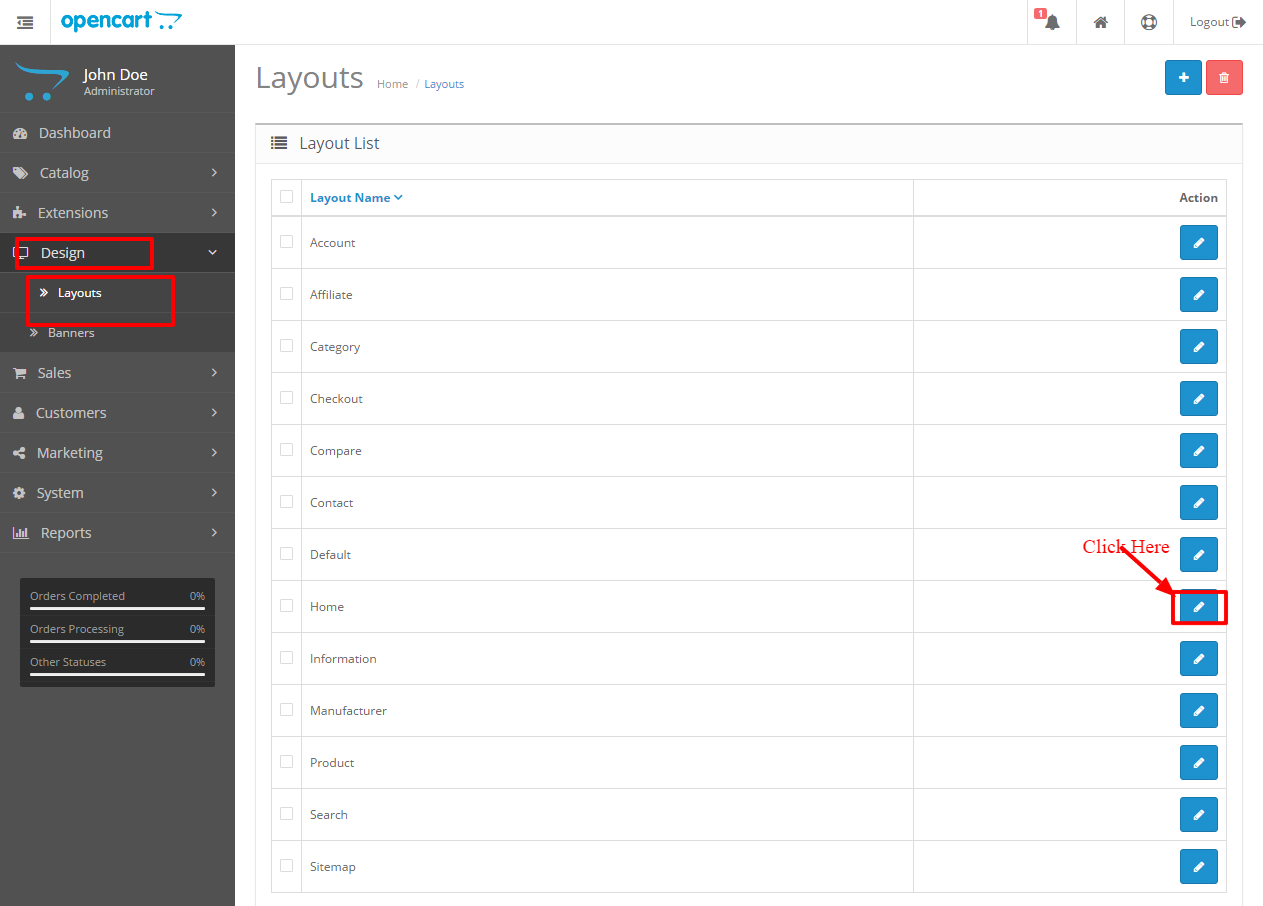 opencart
1
Logout
John Doe
Administrator
Dashboard
Catalog
Extensions
Design
Layouts
Banners
Sales
Customers
Marketing
System
Reports
Orders Completed 0%
Orders Processing 0%
Other Statuses 0%
Layouts Home / Layouts
Layout List
Layout Name Action
Account
Affiliate
Category
Checkout
Compare
Contact
Default
Click Here
Home
Information
Manufacturer
Product
Search
Sitemap